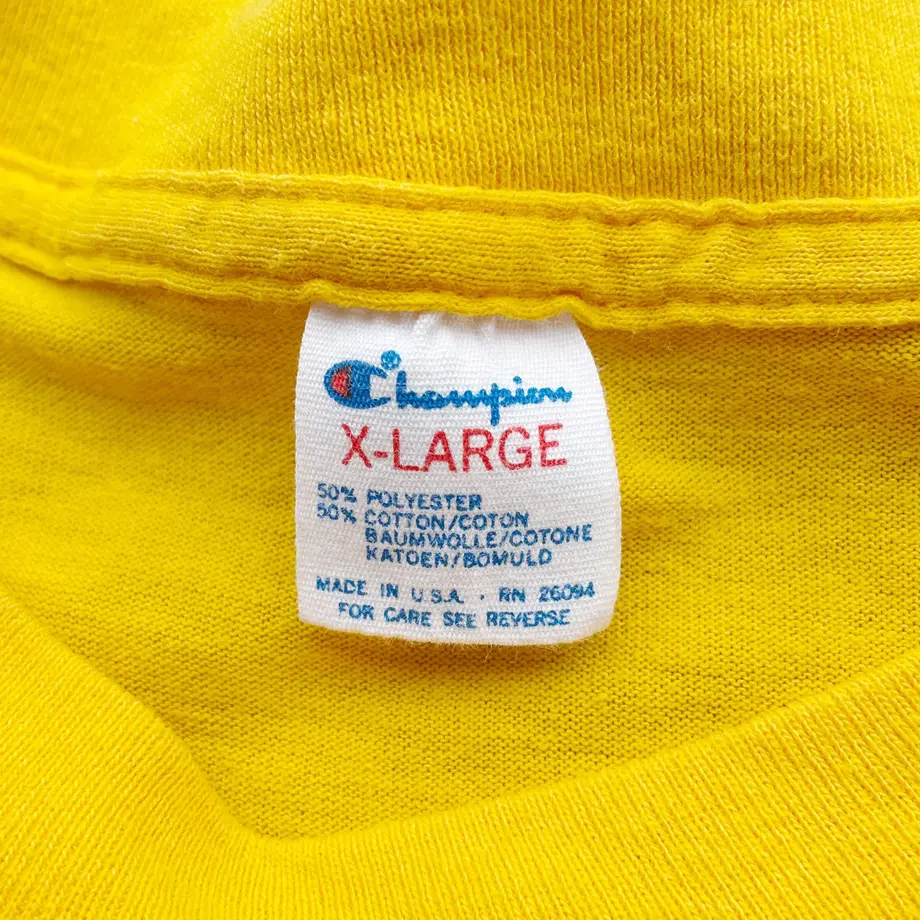 Champion®
X-LARGE
50% POLYESTER
50% COTTON/COTON
BAUMWOLLE/COTONE
KATOEN/BOMULD
MADE IN U.S.A. · RN 26094
FOR CARE SEE REVERSE